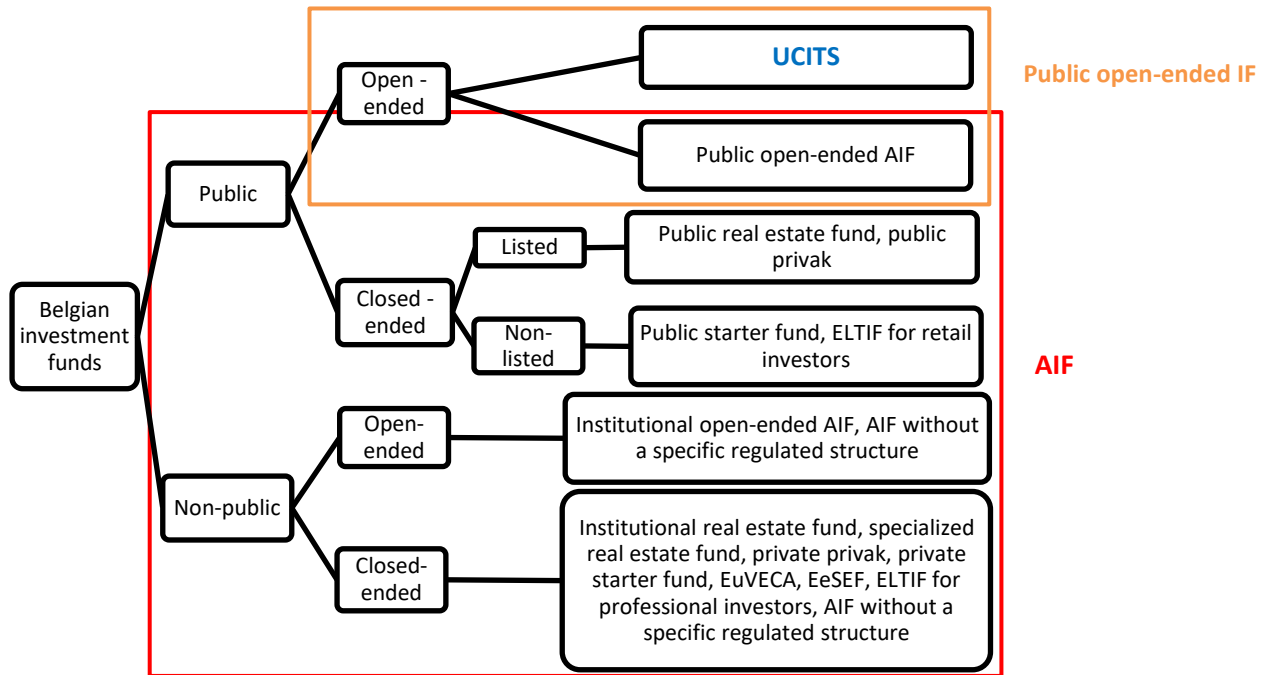 UCITS
Public open-ended IF
Open -
ended
Public open-ended AIF
Public
Listed
Public real estate fund, public
privak
Closed -
ended
Belgian
investment
funds
Non-
listed
Public starter fund, ELTIF for retail
investors
AIF
Open-
ended
Institutional open-ended AIF, AIF without
a specific regulated structure
Non-public
Closed-
ended
Institutional real estate fund, specialized
real estate fund, private privak, private
starter fund, EuVECA, EeSEF, ELTIF for
professional investors, AIF without a
specific regulated structure